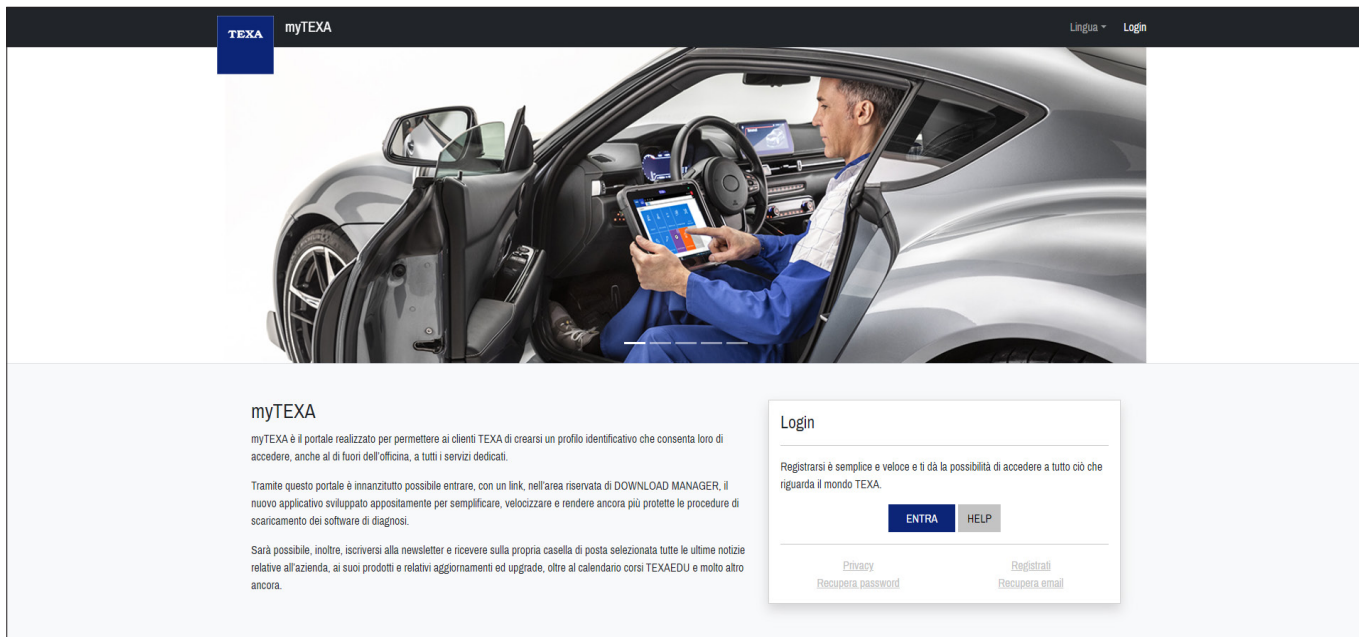 TEXA
myTEXA
Lingua
Login
myTEXA
myTEXA è il portale realizzato per permettere ai clienti TEXA di crearsi un profilo identificativo che consenta loro di
accedere, anche al di fuori dell'officina, a tutti i servizi dedicati.
Tramite questo portale è innanzitutto possibile entrare, con un link, nell'area riservata di DOWNLOAD MANAGER, il
nuovo applicativo sviluppato appositamente per semplificare, velocizzare e rendere ancora più protette le procedure di
scaricamento dei software di diagnosi.
Sarà possibile, inoltre, iscriversi alla newsletter e ricevere sulla propria casella di posta selezionata tutte le ultime notizie
relative all'azienda, ai suoi prodotti e relativi aggiornamenti ed upgrade, oltre al calendario corsi TEXAEDU e molto altro
ancora.
Login
Registrarsi è semplice e veloce e ti dà la possibilità di accedere a tutto ciò che
riguarda il mondo TEXA.
ENTRA
HELP
Privacy
Registrati
Recupera password
Recupera email